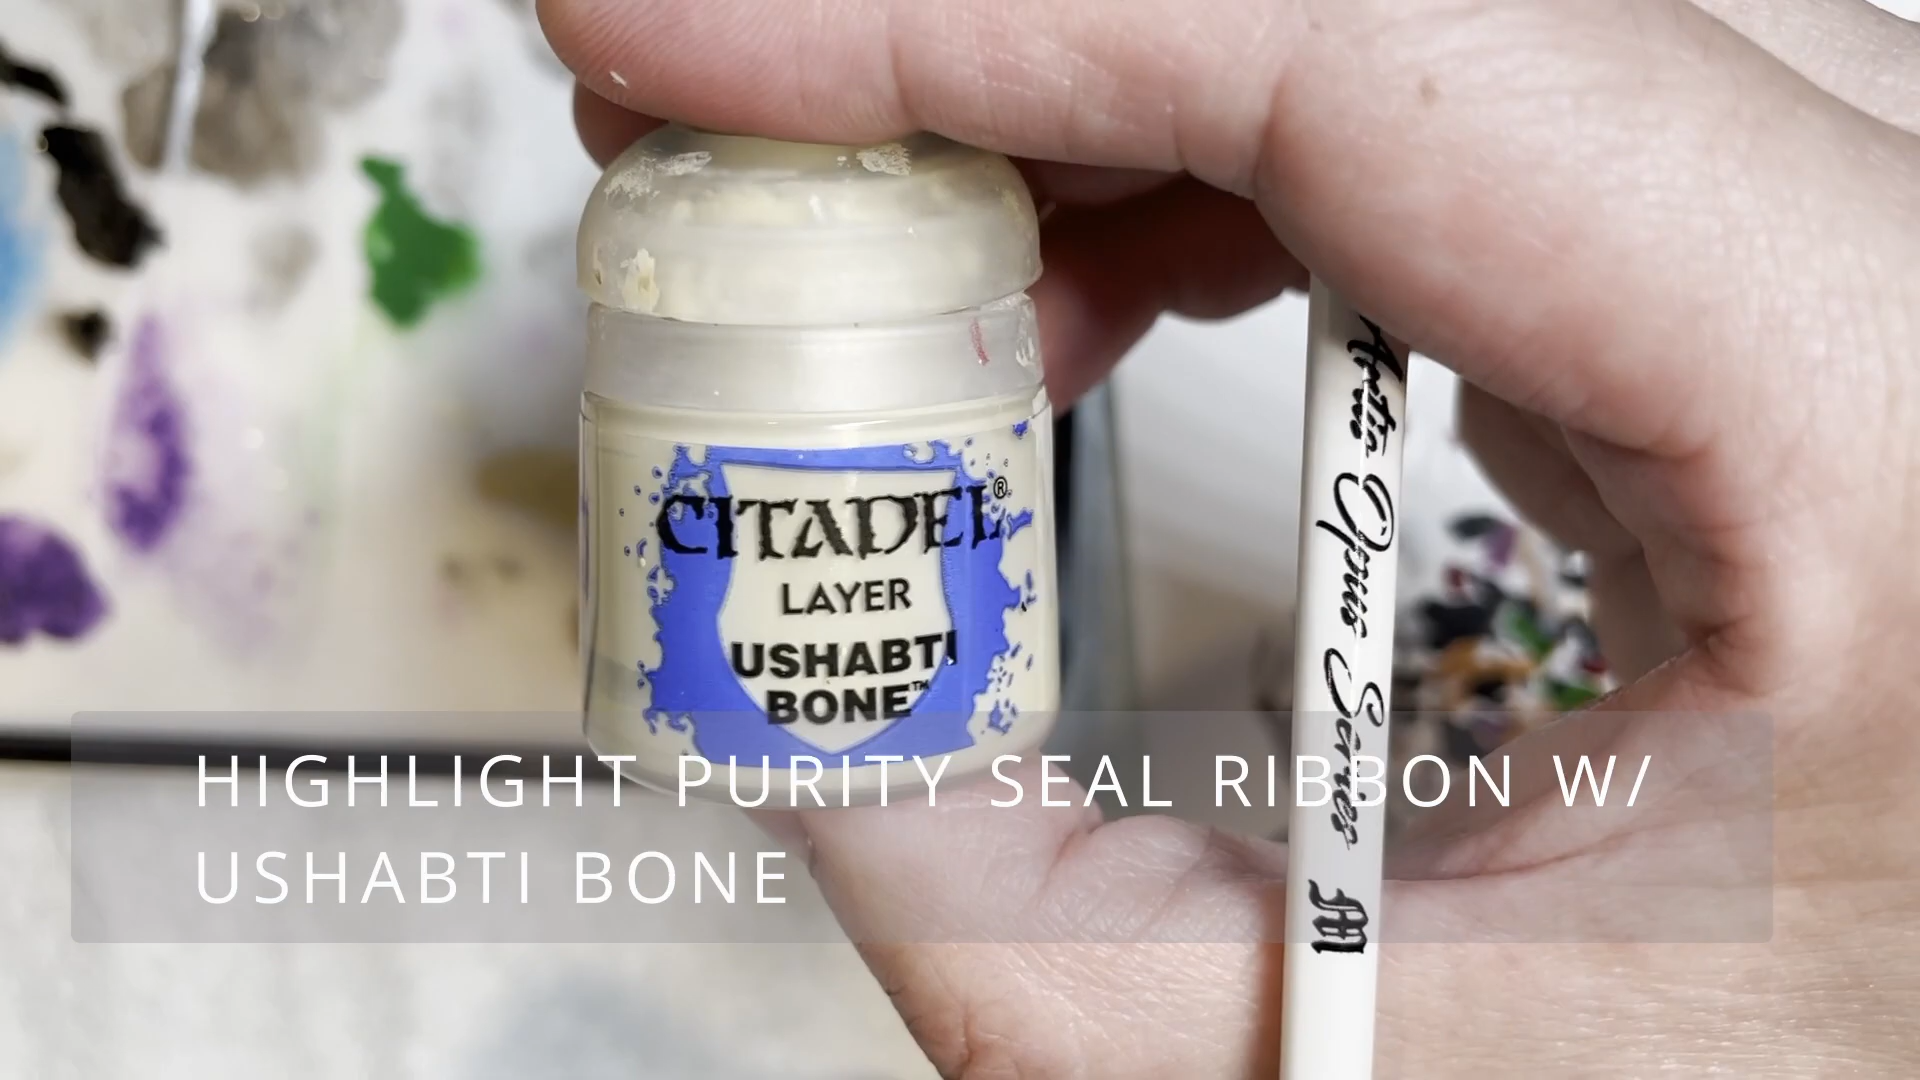 CITADEL®
LAYER
USHABTI
BONE™
Artis Opus Series
M
HIGHLIGHT PURITY SEAL RIBBON W/
USHABTI BONE